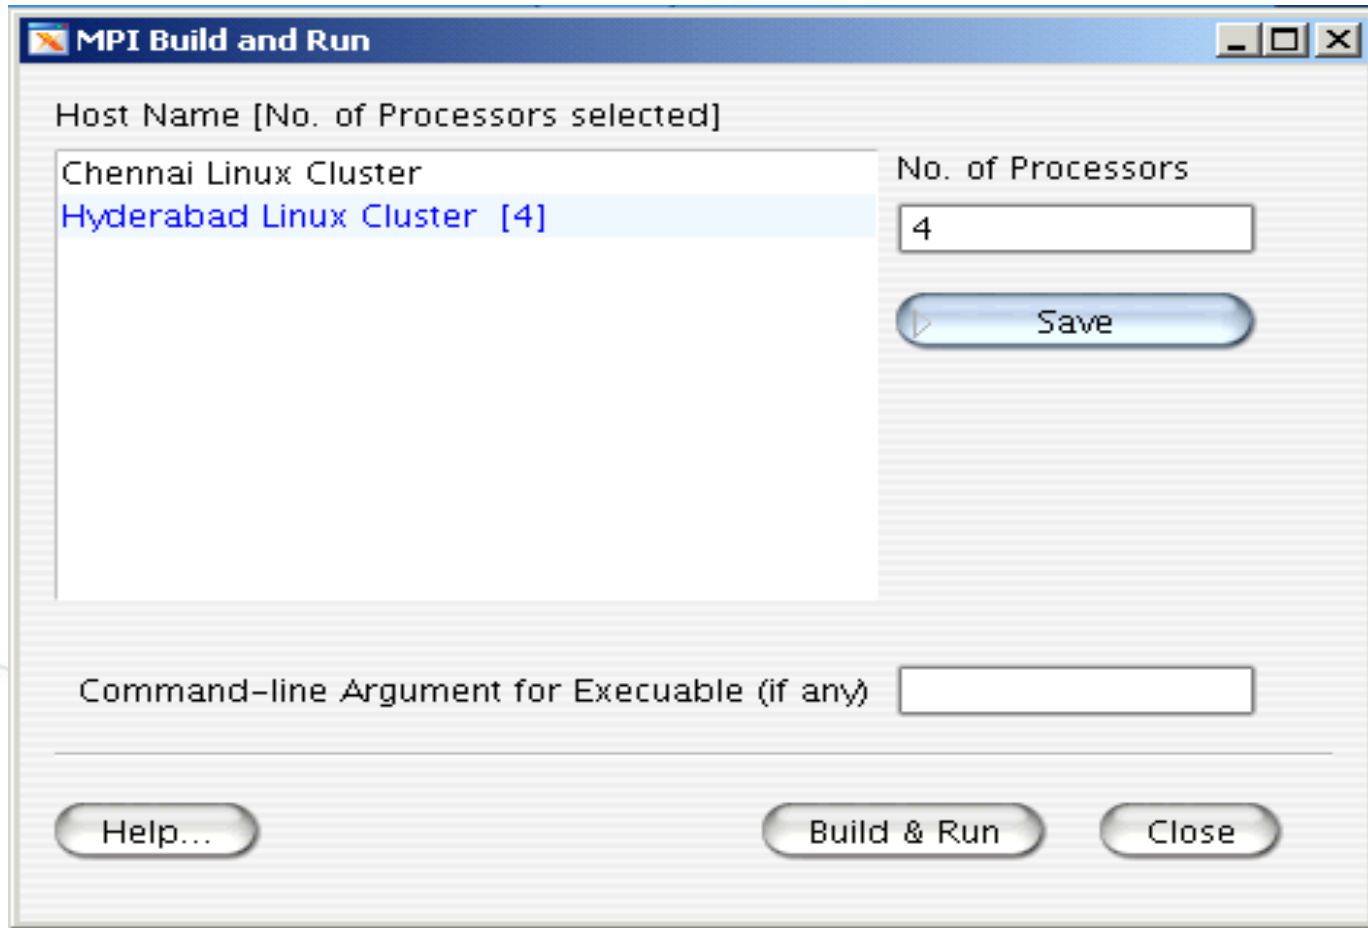 MPI Build and Run
Host Name [No. of Processors selected]
Chennai Linux Cluster
Hyderabad Linux Cluster [4]
No. of Processors
4
Save
Command-line Argument for Execuable (if any)
Help...
Build & Run
Close